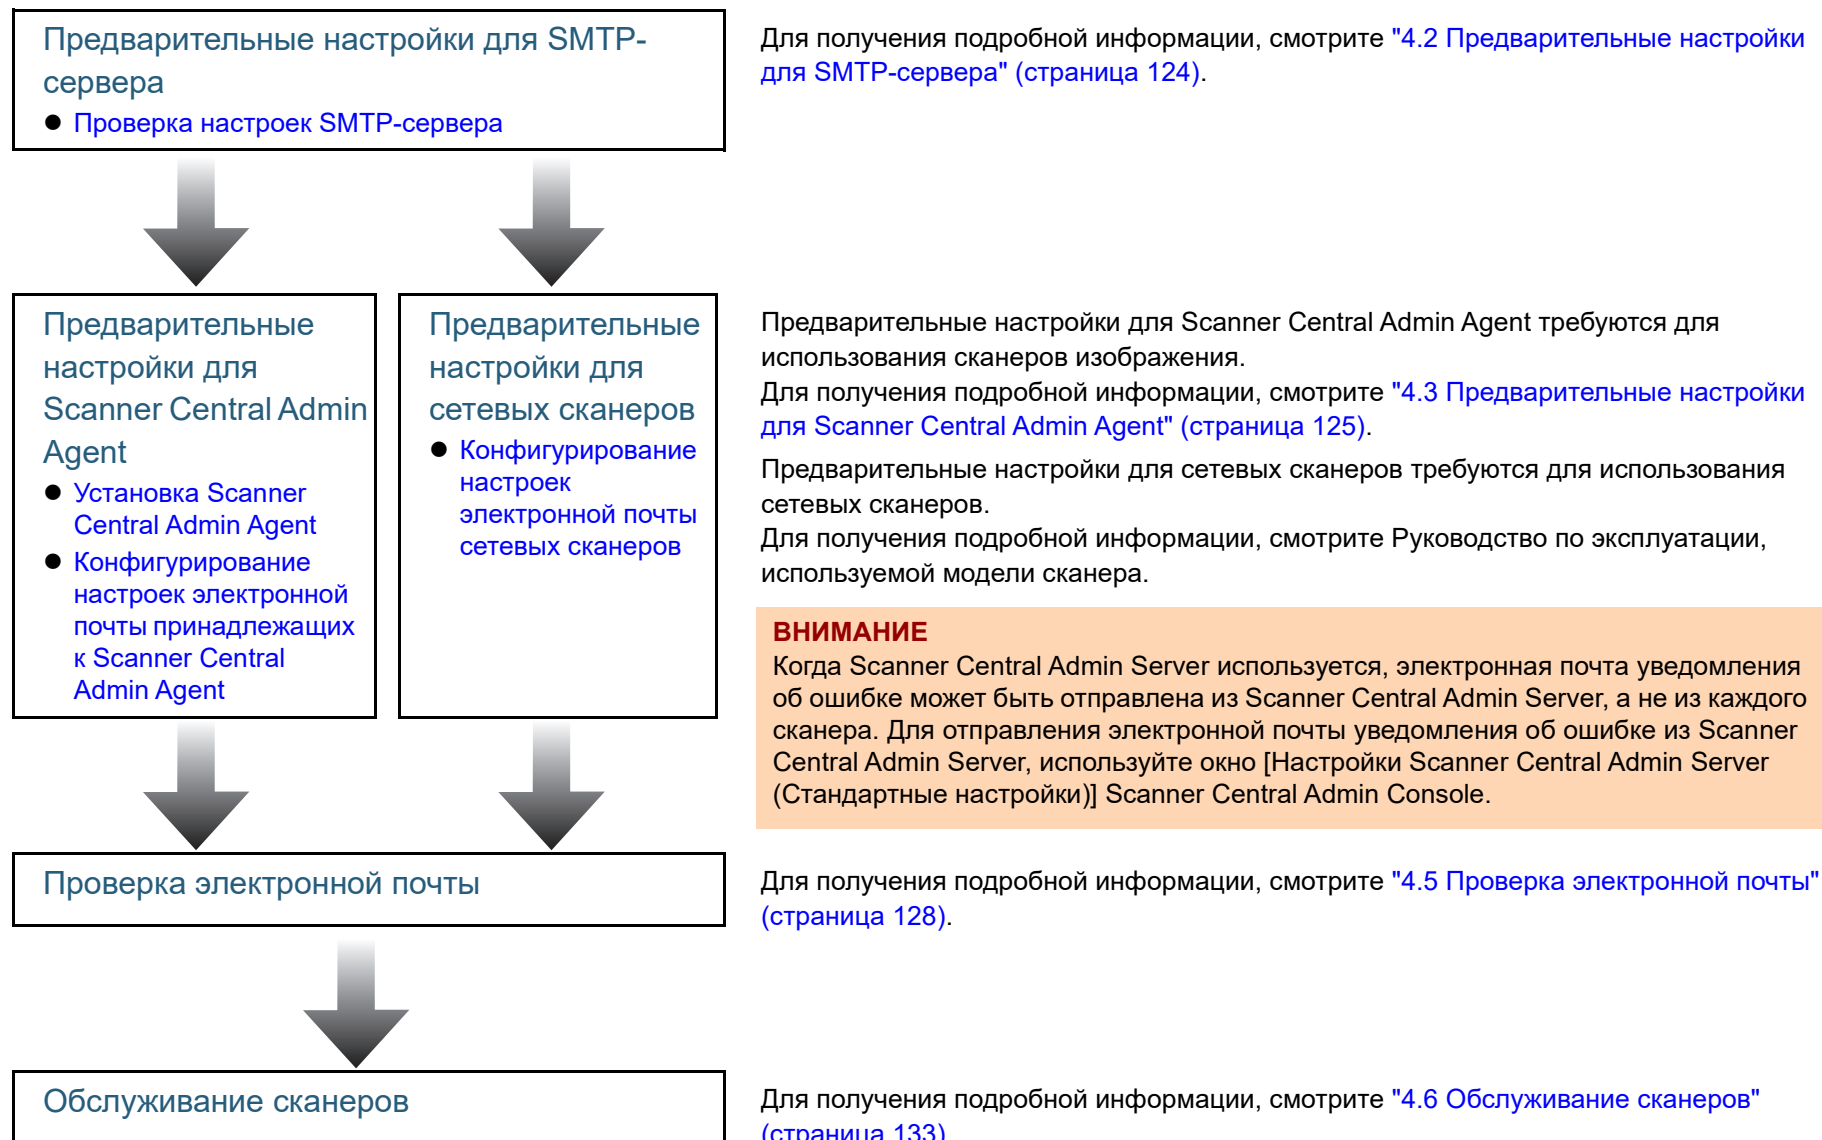 Предварительные настройки для SMTP-
сервера
● Проверка настроек SMTP-сервера
Для получения подробной информации, смотрите "4.2 Предварительные настройки
для SMTP-сервера" (страница 124).
Предварительные
настройки для
Scanner Central Admin
Agent
● Установка Scanner
Central Admin Agent
● Конфигурирование
настроек электронной
почты принадлежащих
к Scanner Central
Admin Agent
Предварительные
настройки для
сетевых сканеров
● Конфигурирование
настроек
электронной почты
сетевых сканеров
Предварительные настройки для Scanner Central Admin Agent требуются для
использования сканеров изображения.
Для получения подробной информации, смотрите "4.3 Предварительные настройки
для Scanner Central Admin Agent" (страница 125).
Предварительные настройки для сетевых сканеров требуются для использования
сетевых сканеров.
Для получения подробной информации, смотрите Руководство по эксплуатации,
используемой модели сканера.
ВНИМАНИЕ
Когда Scanner Central Admin Server используется, электронная почта уведомления
об ошибке может быть отправлена из Scanner Central Admin Server, а не из каждого
сканера. Для отправления электронной почты уведомления об ошибке из Scanner
Central Admin Server, используйте окно [Настройки Scanner Central Admin Server
(Стандартные настройки)] Scanner Central Admin Console.
Проверка электронной почты
Для получения подробной информации, смотрите "4.5 Проверка электронной почты"
(страница 128).
Обслуживание сканеров
Для получения подробной информации, смотрите "4.6 Обслуживание сканеров"
(страница 133)